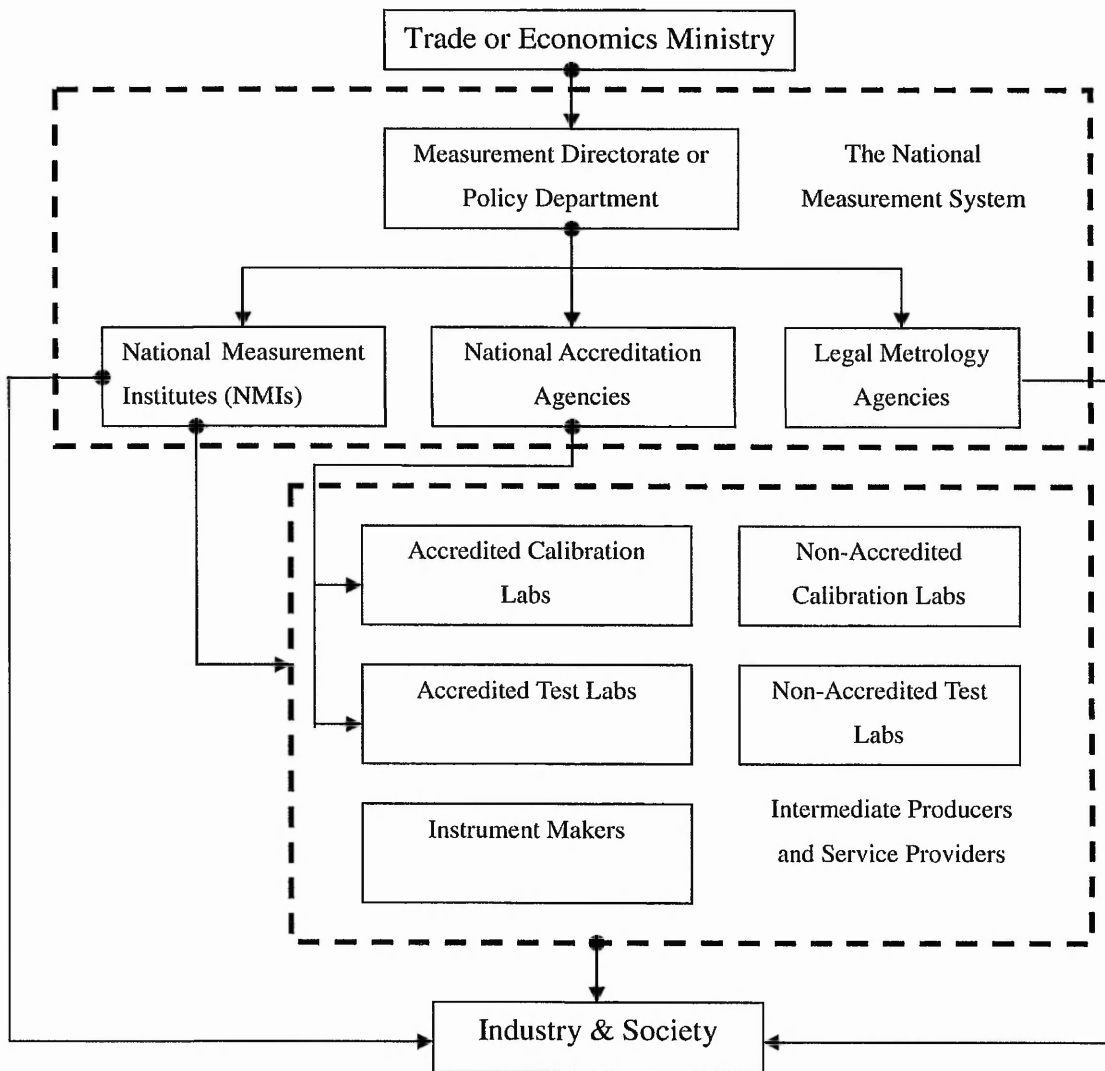 Trade or Economics Ministry
Measurement Directorate or
Policy Department
The National
Measurement System
National Measurement
Institutes (NMIs)
National Accreditation
Agencies
Legal Metrology
Agencies
Accredited Calibration
Labs
Non-Accredited
Calibration Labs
Accredited Test Labs
Non-Accredited Test
Labs
Instrument Makers
Intermediate Producers
and Service Providers
Industry & Society